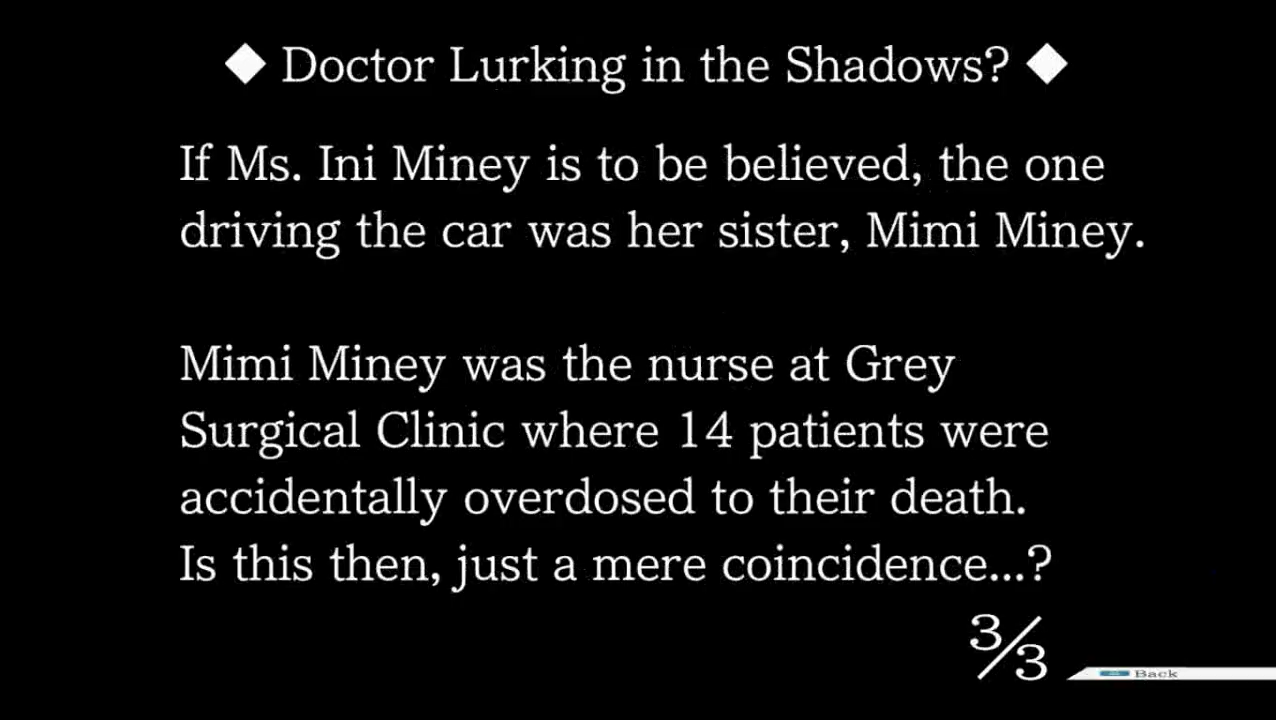 ◆ Doctor Lurking in the Shadows? ◆
If Ms. Ini Miney is to be believed, the one
driving the car was her sister, Mimi Miney.
Mimi Miney was the nurse at Grey
Surgical Clinic where 14 patients were
accidentally overdosed to their death.
Is this then, just a mere coincidence...?
3/3
Back